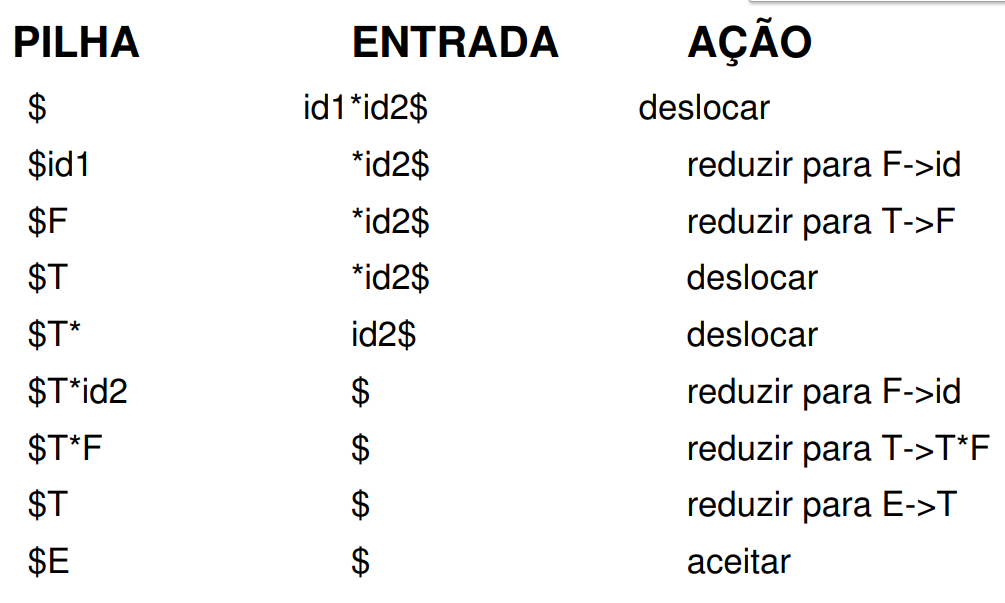 PILHA ENTRADA AÇÃO
$ id1*id2$ deslocar
$id1 *id2$ reduzir para F->id
$F *id2$ reduzir para T->F
$T *id2$ deslocar
$T* id2$ deslocar
$T*id2 $ reduzir para F->id
$T*F $ reduzir para T->T*F
$T $ reduzir para E->T
$E $ aceitar